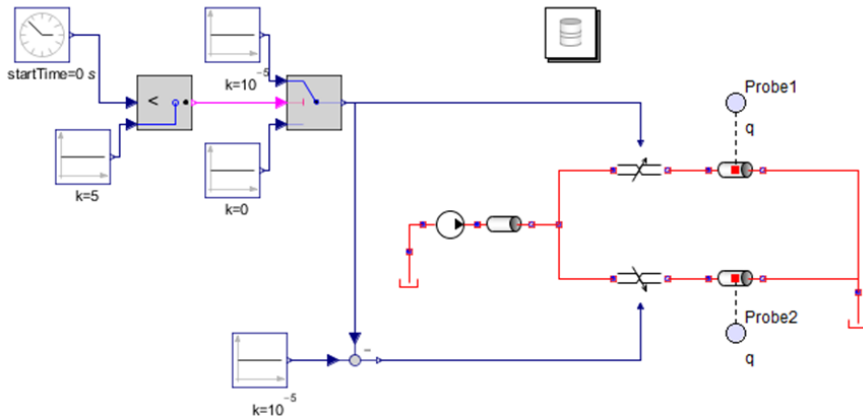 startTime=0 s
<
k=5
k=10⁻⁵
k=0
-
k=10⁻⁵
Probe1
q
Probe2
q